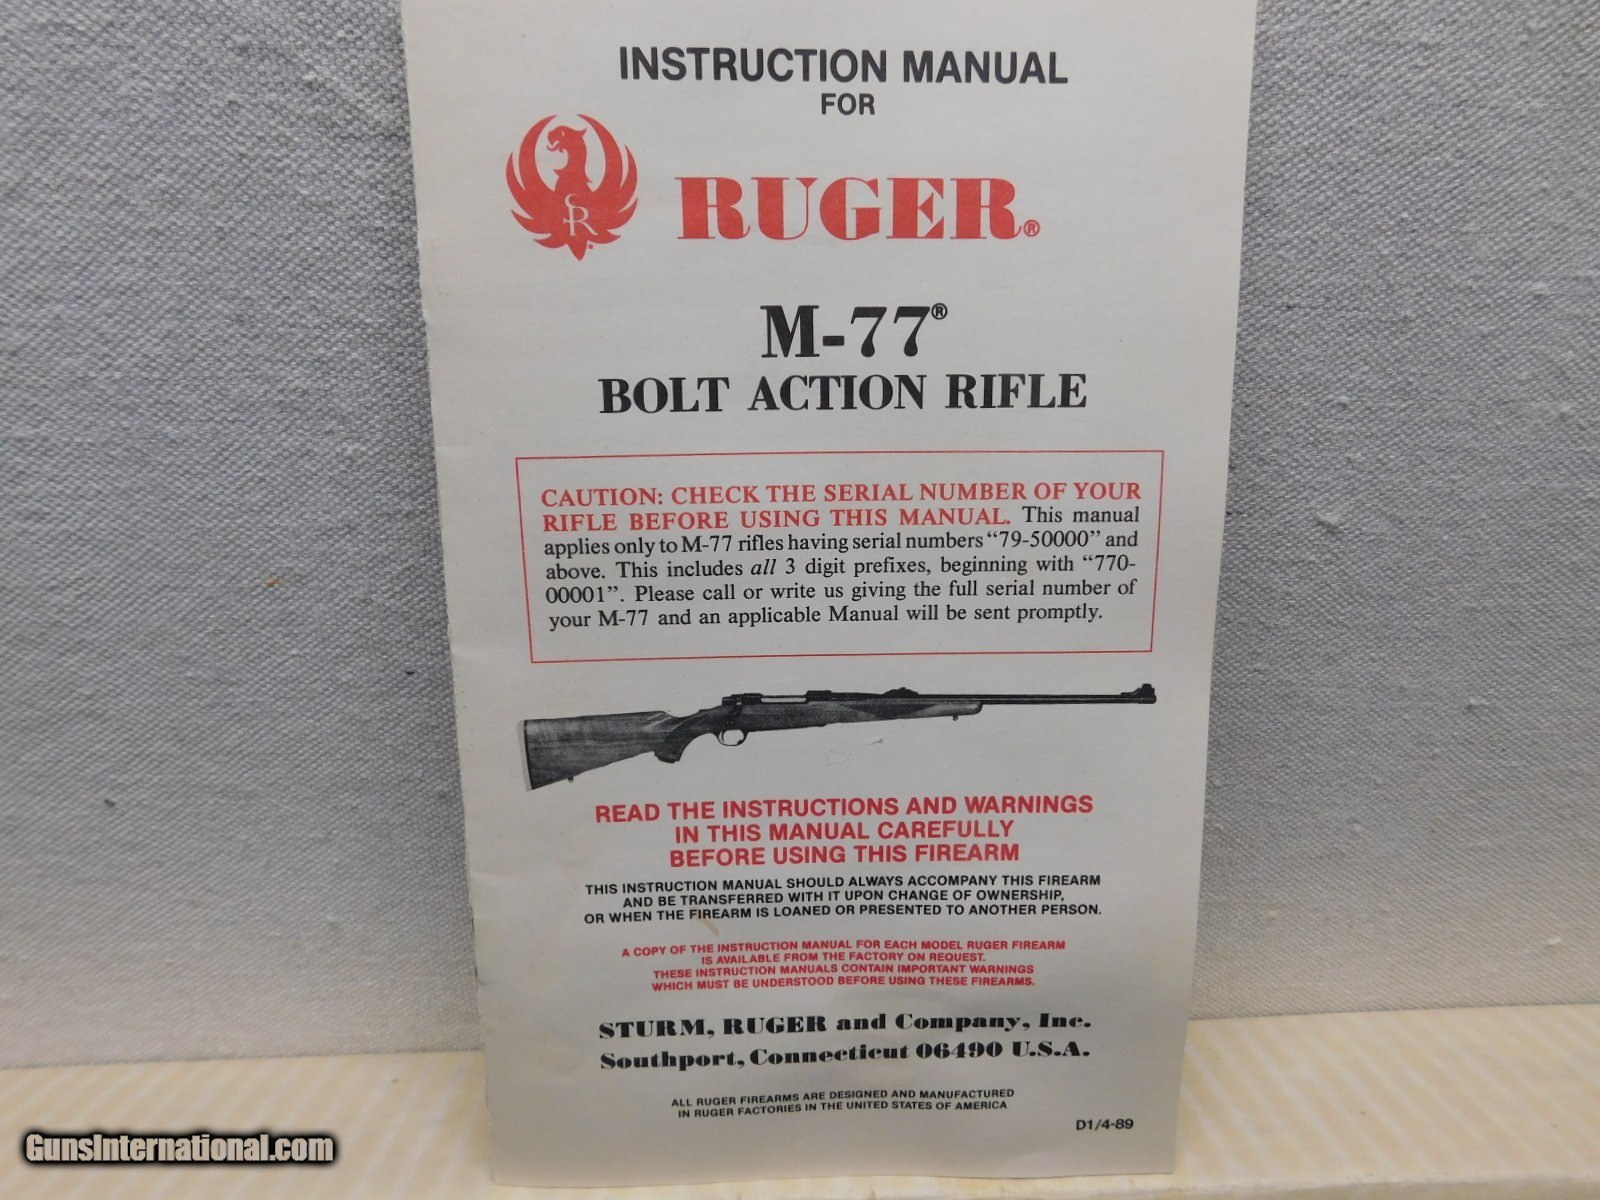 INSTRUCTION MANUAL
FOR
RUGER®
M-77®
BOLT ACTION RIFLE
CAUTION: CHECK THE SERIAL NUMBER OF YOUR
RIFLE BEFORE USING THIS MANUAL. This manual
applies only to M-77 rifles having serial numbers "79-50000" and
above. This includes all 3 digit prefixes, beginning with "770-
00001". Please call or write us giving the full serial number of
your M-77 and an applicable Manual will be sent promptly.
READ THE INSTRUCTIONS AND WARNINGS
IN THIS MANUAL CAREFULLY
BEFORE USING THIS FIREARM
THIS INSTRUCTION MANUAL SHOULD ALWAYS ACCOMPANY THIS FIREARM
AND BE TRANSFERRED WITH IT UPON CHANGE OF OWNERSHIP,
OR WHEN THE FIREARM IS LOANED OR PRESENTED TO ANOTHER PERSON.
A COPY OF THE INSTRUCTION MANUAL FOR EACH MODEL RUGER FIREARM
IS AVAILABLE FROM THE FACTORY ON REQUEST.
THESE INSTRUCTION MANUALS CONTAIN IMPORTANT WARNINGS
WHICH MUST BE UNDERSTOOD BEFORE USING THESE FIREARMS.
STURM, RUGER and Company, Inc.
Southport, Connecticut 06490 U.S.A.
ALL RUGER FIREARMS ARE DESIGNED AND MANUFACTURED
IN RUGER FACTORIES IN THE UNITED STATES OF AMERICA
D1/4-89
GunsInternational.com